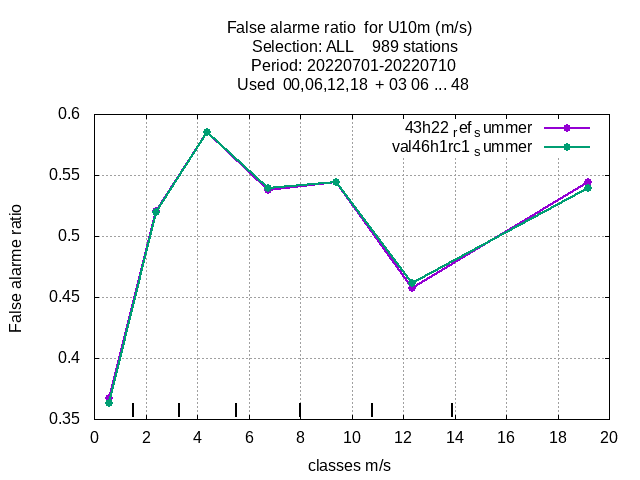 False alarme ratio  for U10m (m/s)
Selection: ALL    989 stations
Period: 20220701-20220710
Used  00,06,12,18  + 03 06 ... 48
43h22 ref summer
val46h1rc1 summer
0.6
0.55
0.5
0.45
0.4
0.35
False alarme ratio
0 2 4 6 8 10 12 14 16 18 20
classes m/s